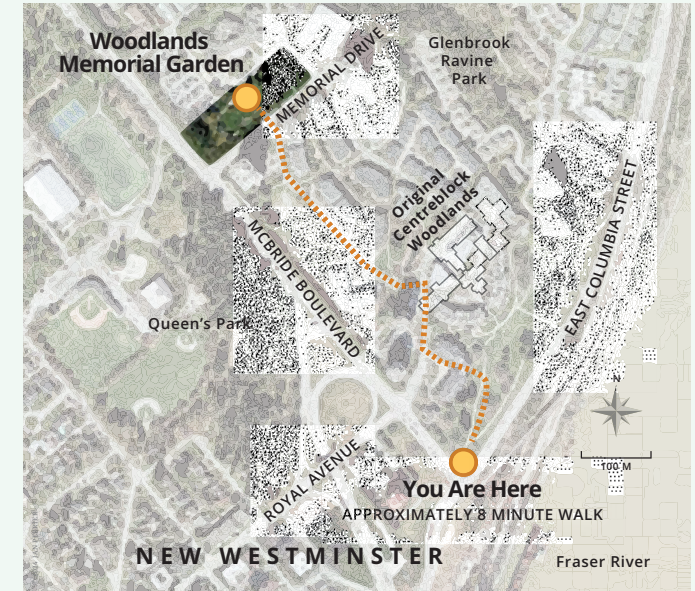 Woodlands
Memorial Garden
MEMORIAL DRIVE
Glenbrook
Ravine
Park
Original
Centreblock
Woodlands
MCBRIDE BOULEVARD
EAST COLUMBIA STREET
Queen's Park
N
100 M
ROYAL AVENUE
You Are Here
APPROXIMATELY 8 MINUTE WALK
NEW WESTMINSTER
Fraser River